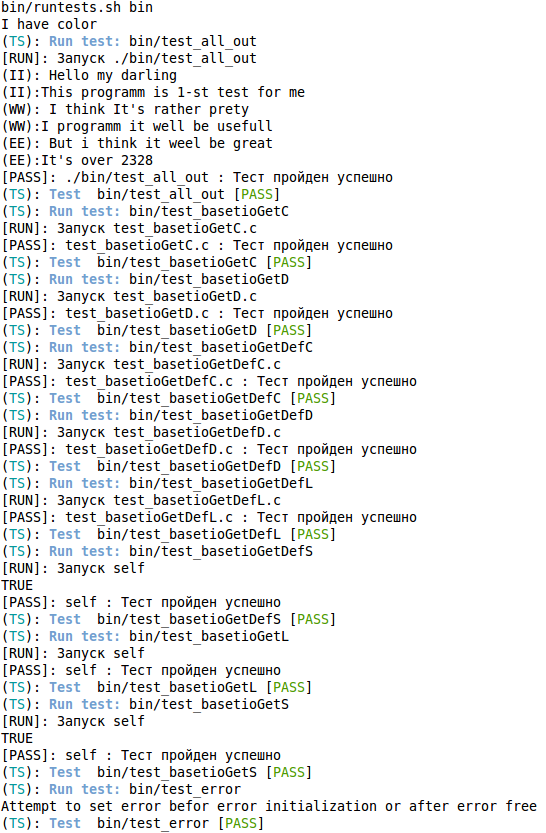 bin/runtests.sh bin
I have color
(TS): Run test: bin/test_all_out
[RUN]: Запуск ./bin/test_all_out
(II): Hello my darling
(II):This programm is 1-st test for me
(WW): I think It's rather prety
(WW):I programm it well be usefull
(EE): But i think it weel be great
(EE):It's over 2328
[PASS]: ./bin/test_all_out : Тест пройден успешно
(TS): Test  bin/test_all_out [PASS]
(TS): Run test: bin/test_basetioGetC
[RUN]: Запуск test_basetioGetC.c
[PASS]: test_basetioGetC.c : Тест пройден успешно
(TS): Test  bin/test_basetioGetC [PASS]
(TS): Run test: bin/test_basetioGetD
[RUN]: Запуск test_basetioGetD.c
[PASS]: test_basetioGetD.c : Тест пройден успешно
(TS): Test  bin/test_basetioGetD [PASS]
(TS): Run test: bin/test_basetioGetDefC
[RUN]: Запуск test_basetioGetDefC.c
[PASS]: test_basetioGetDefC.c : Тест пройден успешно
(TS): Test  bin/test_basetioGetDefC [PASS]
(TS): Run test: bin/test_basetioGetDefD
[RUN]: Запуск test_basetioGetDefD.c
[PASS]: test_basetioGetDefD.c : Тест пройден успешно
(TS): Test  bin/test_basetioGetDefD [PASS]
(TS): Run test: bin/test_basetioGetDefL
[RUN]: Запуск test_basetioGetDefL.c
[PASS]: test_basetioGetDefL.c : Тест пройден успешно
(TS): Test  bin/test_basetioGetDefL [PASS]
(TS): Run test: bin/test_basetioGetDefS
[RUN]: Запуск self
TRUE
[PASS]: self : Тест пройден успешно
(TS): Test  bin/test_basetioGetDefS [PASS]
(TS): Run test: bin/test_basetioGetL
[RUN]: Запуск self
[PASS]: self : Тест пройден успешно
(TS): Test  bin/test_basetioGetL [PASS]
(TS): Run test: bin/test_basetioGetS
[RUN]: Запуск self
TRUE
[PASS]: self : Тест пройден успешно
(TS): Test  bin/test_basetioGetS [PASS]
(TS): Run test: bin/test_error
Attempt to set error befor error initialization or after error free
(TS): Test  bin/test_error [PASS]